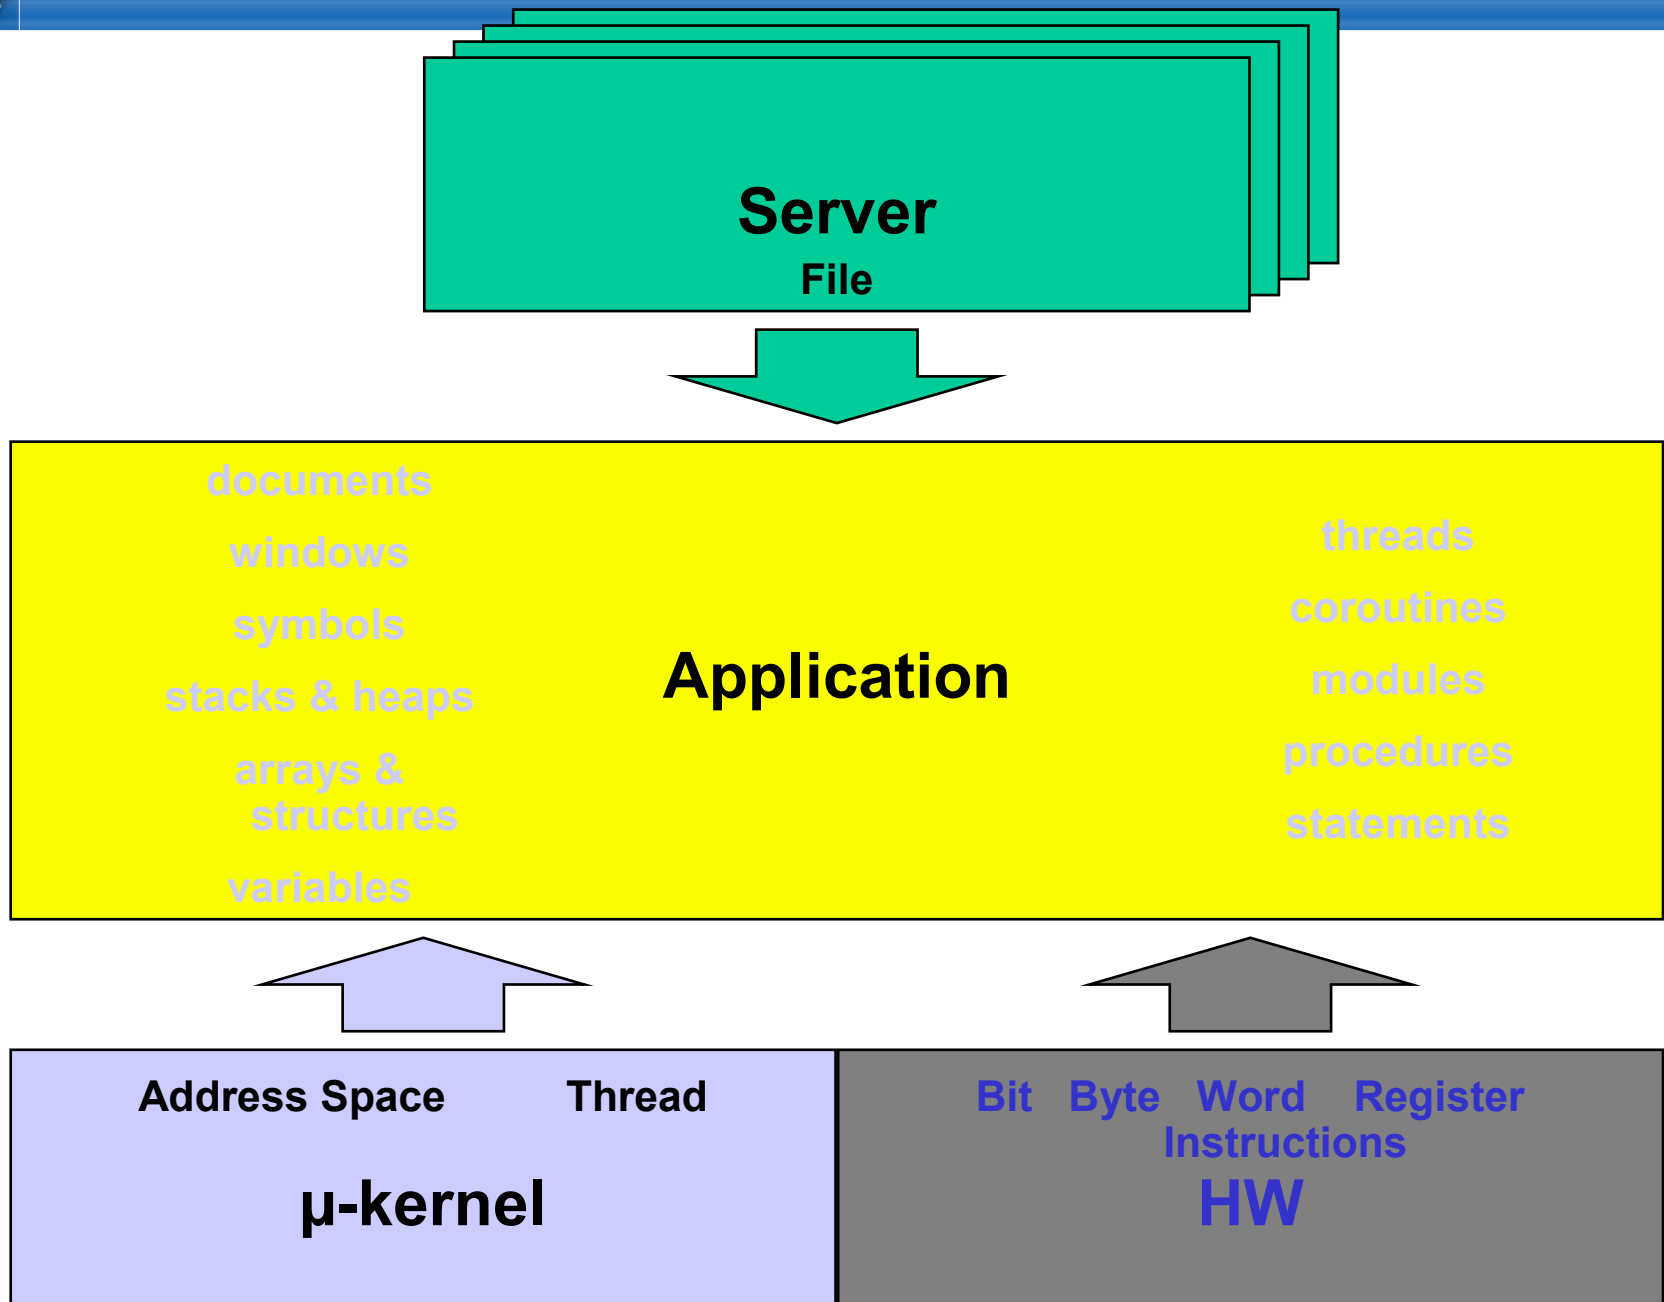 Server
File
documents
windows
symbols
stacks & heaps
arrays &
structures
variables
Application
threads
coroutines
modules
procedures
statements
Address Space Thread
µ-kernel
Bit Byte Word Register
Instructions
HW